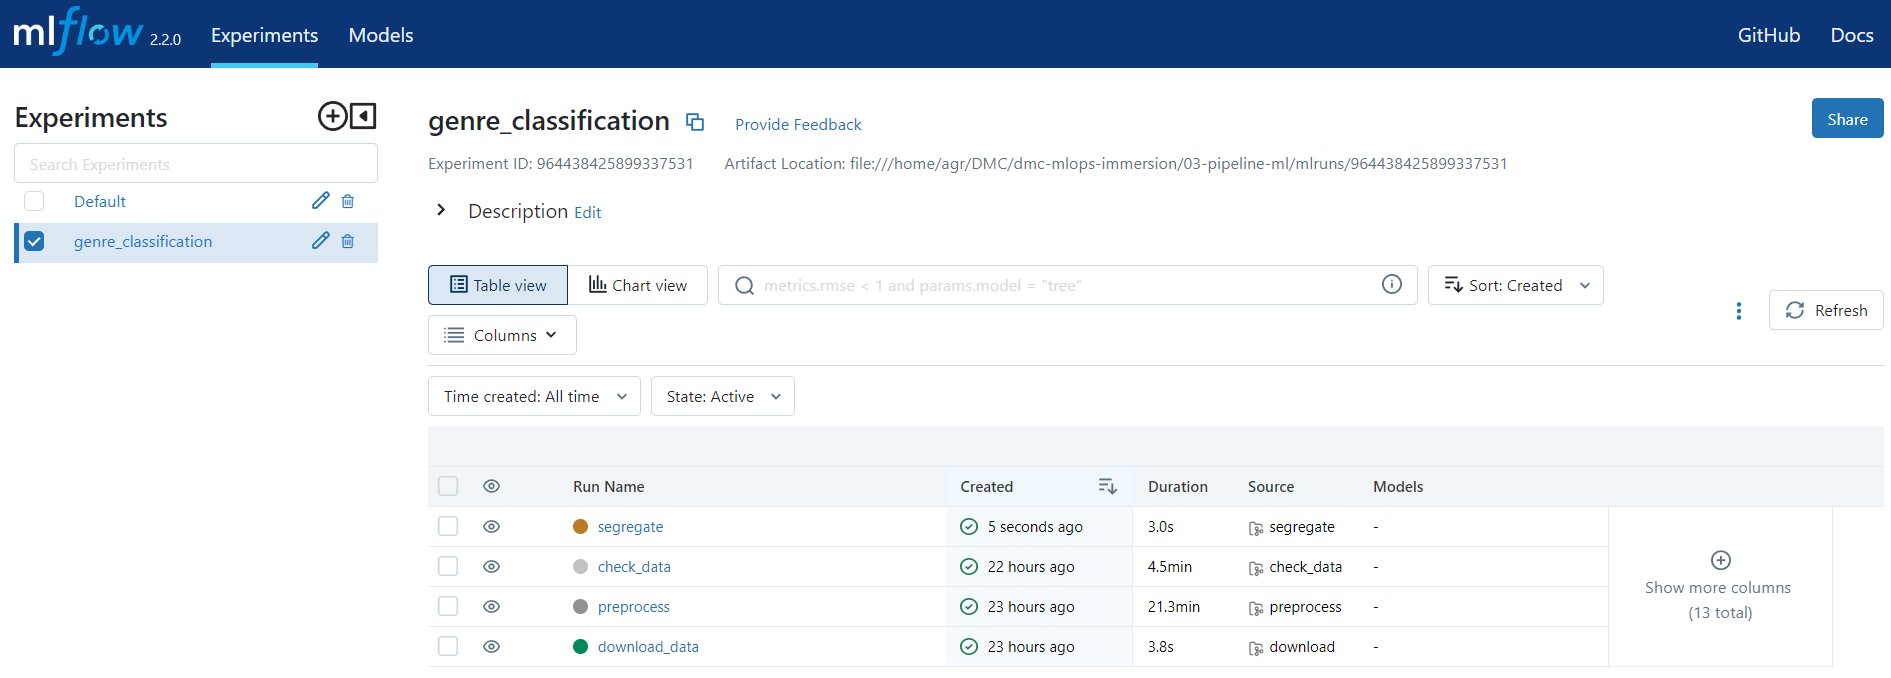 mlflow 2.2.0 Experiments Models GitHub Docs
Experiments
Search Experiments
Default
genre_classification
genre_classification Provide Feedback Share
Experiment ID: 964438425899337531 Artifact Location: file:///home/agr/DMC/dmc-mlops-immersion/03-pipeline-ml/mlruns/964438425899337531
Description Edit
Table view Chart view metrics.rmse < 1 and params.model = "tree" Sort: Created
Refresh
Columns
Time created: All time State: Active
Run Name Created Duration Source Models
segregate 5 seconds ago 3.0s segregate -
check_data 22 hours ago 4.5min check_data -
preprocess 23 hours ago 21.3min preprocess -
download_data 23 hours ago 3.8s download -
Show more columns
(13 total)